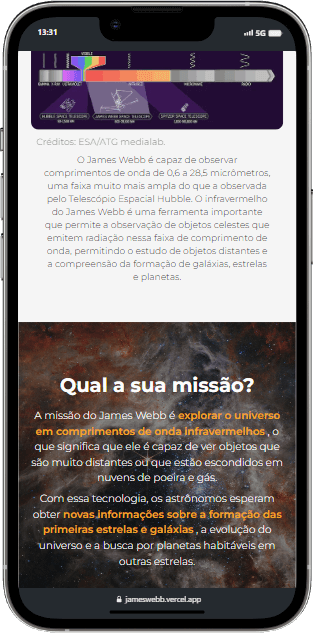 13:31
5G
VISIBLE
HUBBLE SPACE TELESCOPE
JAMES WEBB SPACE TELESCOPE
SPITZER SPACE TELESCOPE
Créditos: ESA/ATG medialab.
O James Webb é capaz de observar
comprimentos de onda de 0,6 a 28,5 micrômetros,
uma faixa muito mais ampla do que a observada
pelo Telescópio Espacial Hubble. O infravermelho
do James Webb é uma ferramenta importante
que permite a observação de objetos celestes que
emitem radiação nessa faixa de comprimento de
onda, permitindo o estudo de objetos distantes e
a compreensão da formação de galáxias, estrelas
e planetas.
Qual a sua missão?
A missão do James Webb é explorar o universo
em comprimentos de onda infravermelhos , o
que significa que ele é capaz de ver objetos que
são muito distantes ou que estão escondidos em
nuvens de poeira e gás.
Com essa tecnologia, os astrônomos esperam
obter novas informações sobre a formação das
primeiras estrelas e galáxias , a evolução do
universo e a busca por planetas habitáveis em
outras estrelas.
jameswebb.vercel.app